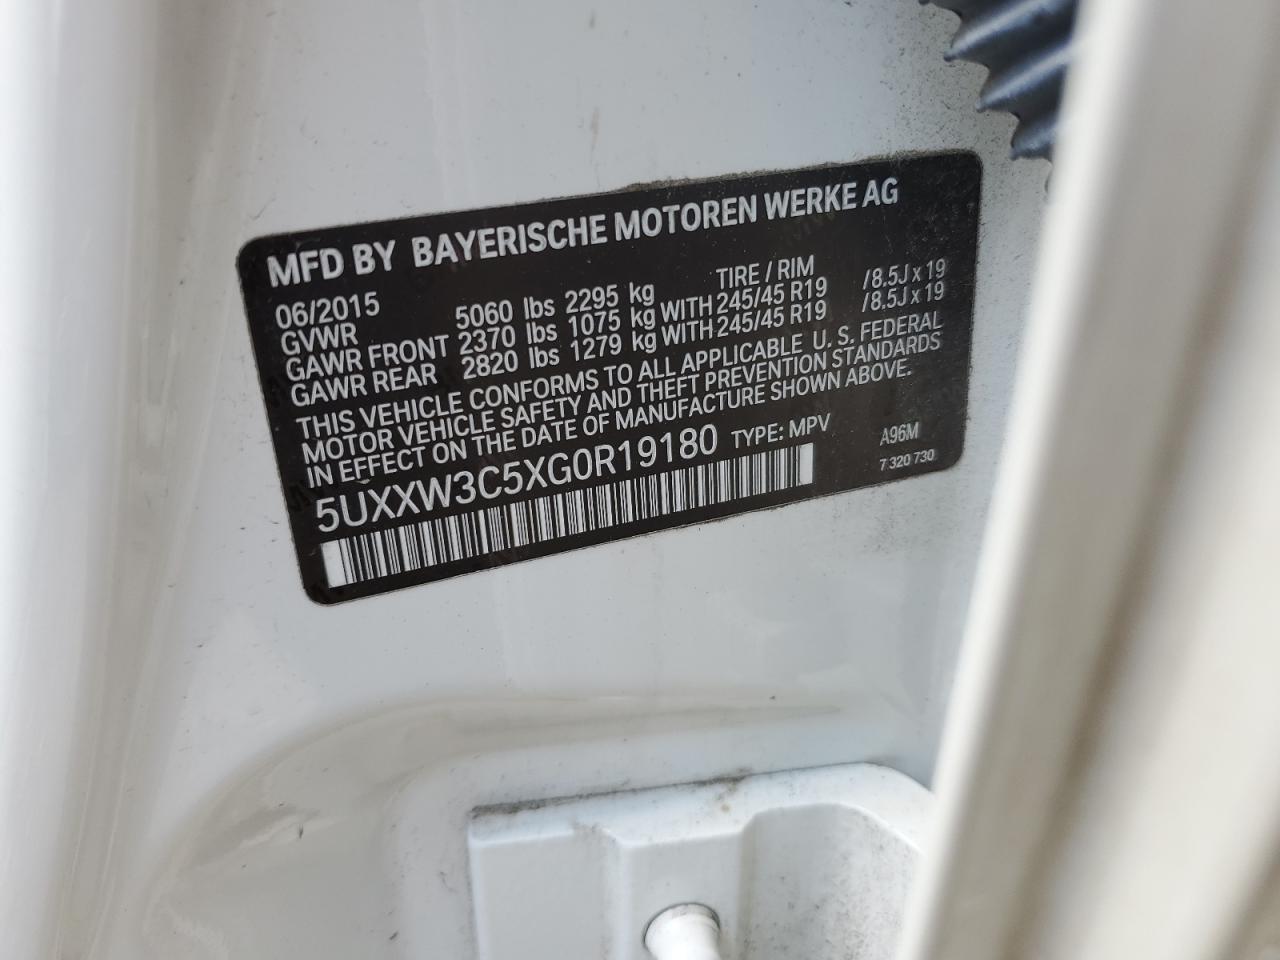 MFD BY BAYERISCHE MOTOREN WERKE AG
06/2015 TIRE / RIM
GVWR 5060 lbs 2295 kg
GAWR FRONT 2370 lbs 1075 kg WITH 245/45 R19 /8.5J x 19
GAWR REAR 2820 lbs 1279 kg WITH 245/45 R19 /8.5J x 19
THIS VEHICLE CONFORMS TO ALL APPLICABLE U. S. FEDERAL
MOTOR VEHICLE SAFETY AND THEFT PREVENTION STANDARDS
IN EFFECT ON THE DATE OF MANUFACTURE SHOWN ABOVE.
5UXXW3C5XG0R19180 TYPE: MPV A96M
7 320 730